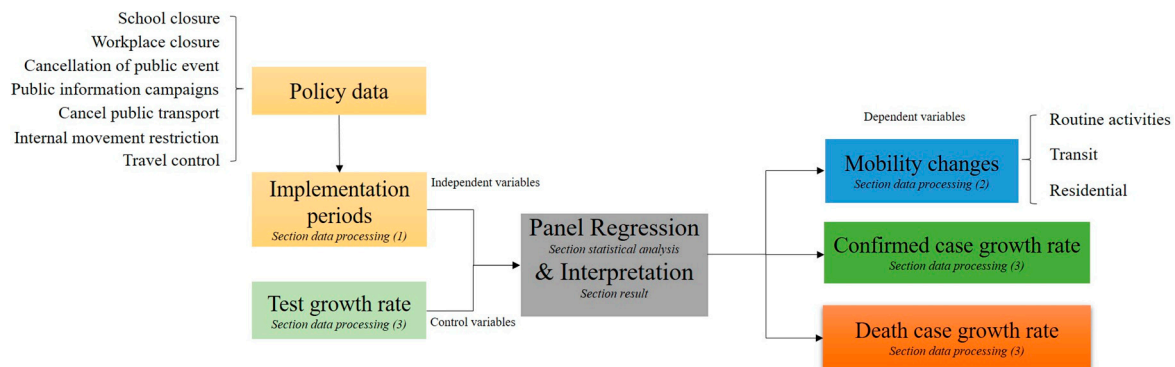 School closure
Workplace closure
Cancellation of public event
Public information campaigns
Cancel public transport
Internal movement restriction
Travel control
Policy data
Implementation
periods
Section data processing (1)
Independent variables
Test growth rate
Section data processing (3)
Control variables
Panel Regression
Section statistical analysis
& Interpretation
Section result
Dependent variables
Mobility changes
Section data processing (2)
Routine activities
Transit
Residential
Confirmed case growth rate
Section data processing (3)
Death case growth rate
Section data processing (3)